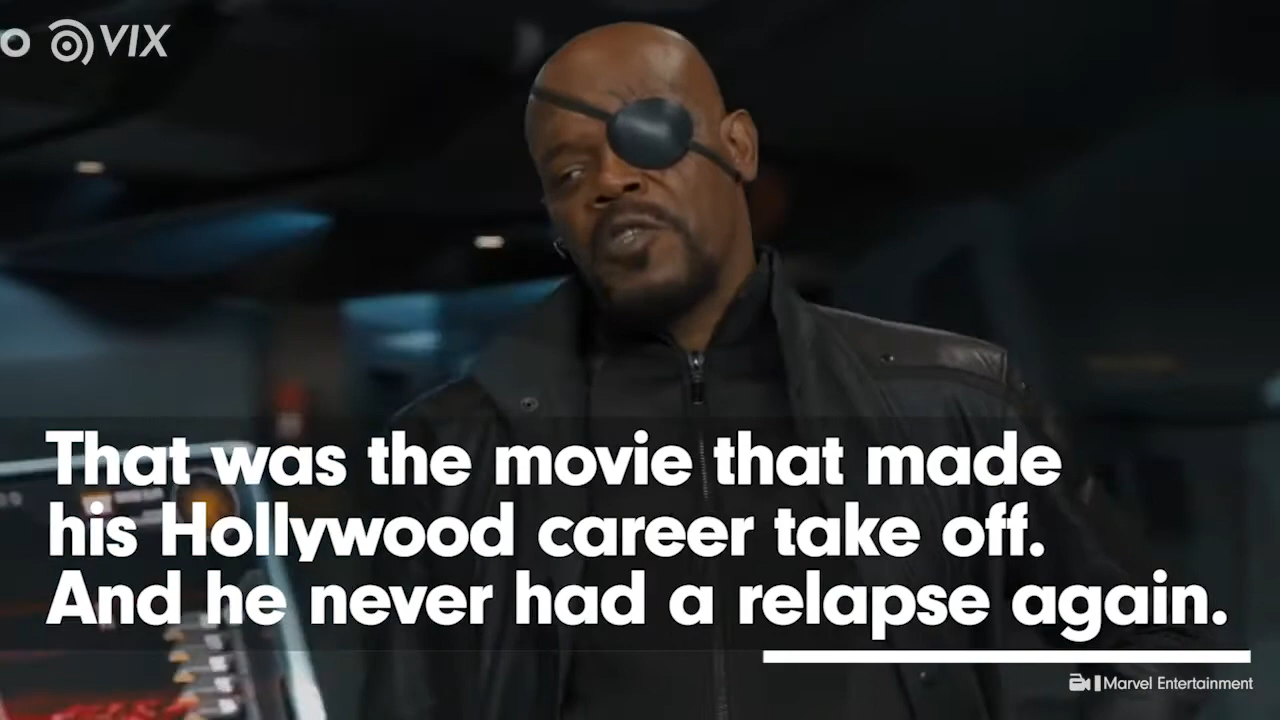 O VIX
That was the movie that made
his Hollywood career take off.
And he never had a relapse again.
Marvel Entertainment